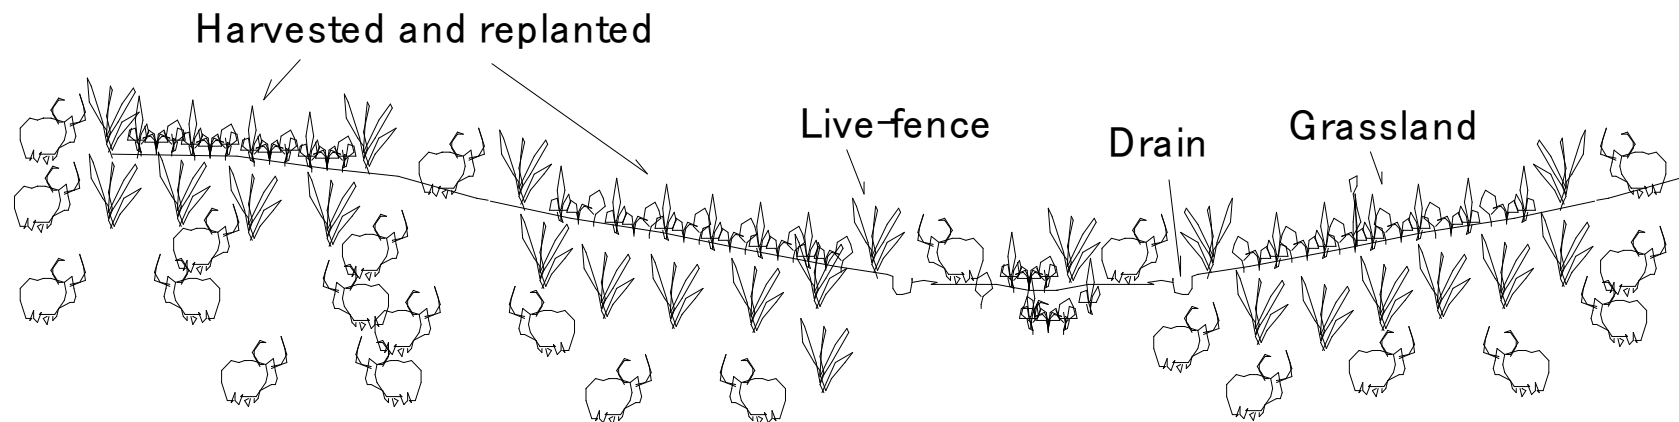 Harvested and replanted
Live-fence
Drain
Grassland